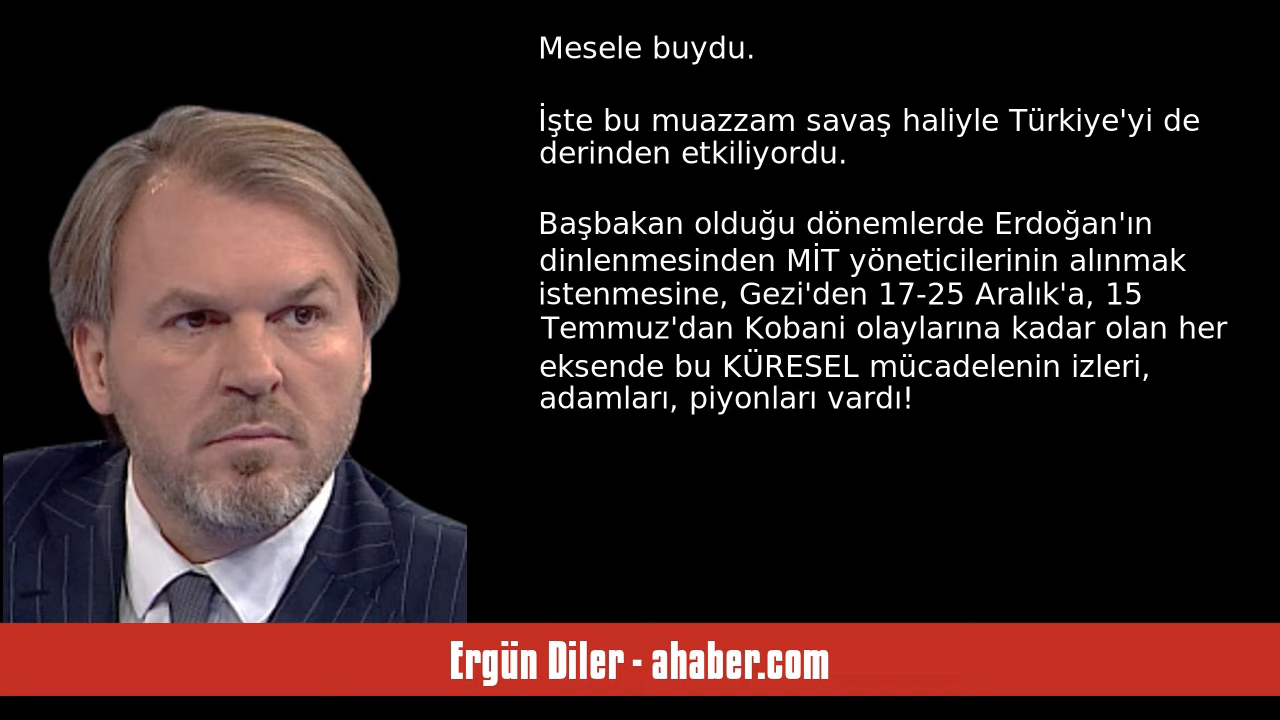 Mesele buydu.
İşte bu muazzam savaş haliyle Türkiye'yi de
derinden etkiliyordu.
Başbakan olduğu dönemlerde Erdoğan'ın
dinlenmesinden MİT yöneticilerinin alınmak
istenmesine, Gezi'den 17-25 Aralık'a, 15
Temmuz'dan Kobani olaylarına kadar olan her
eksende bu KÜRESEL mücadelenin izleri,
adamları, piyonları vardı!
Ergün Diler - ahaber.com